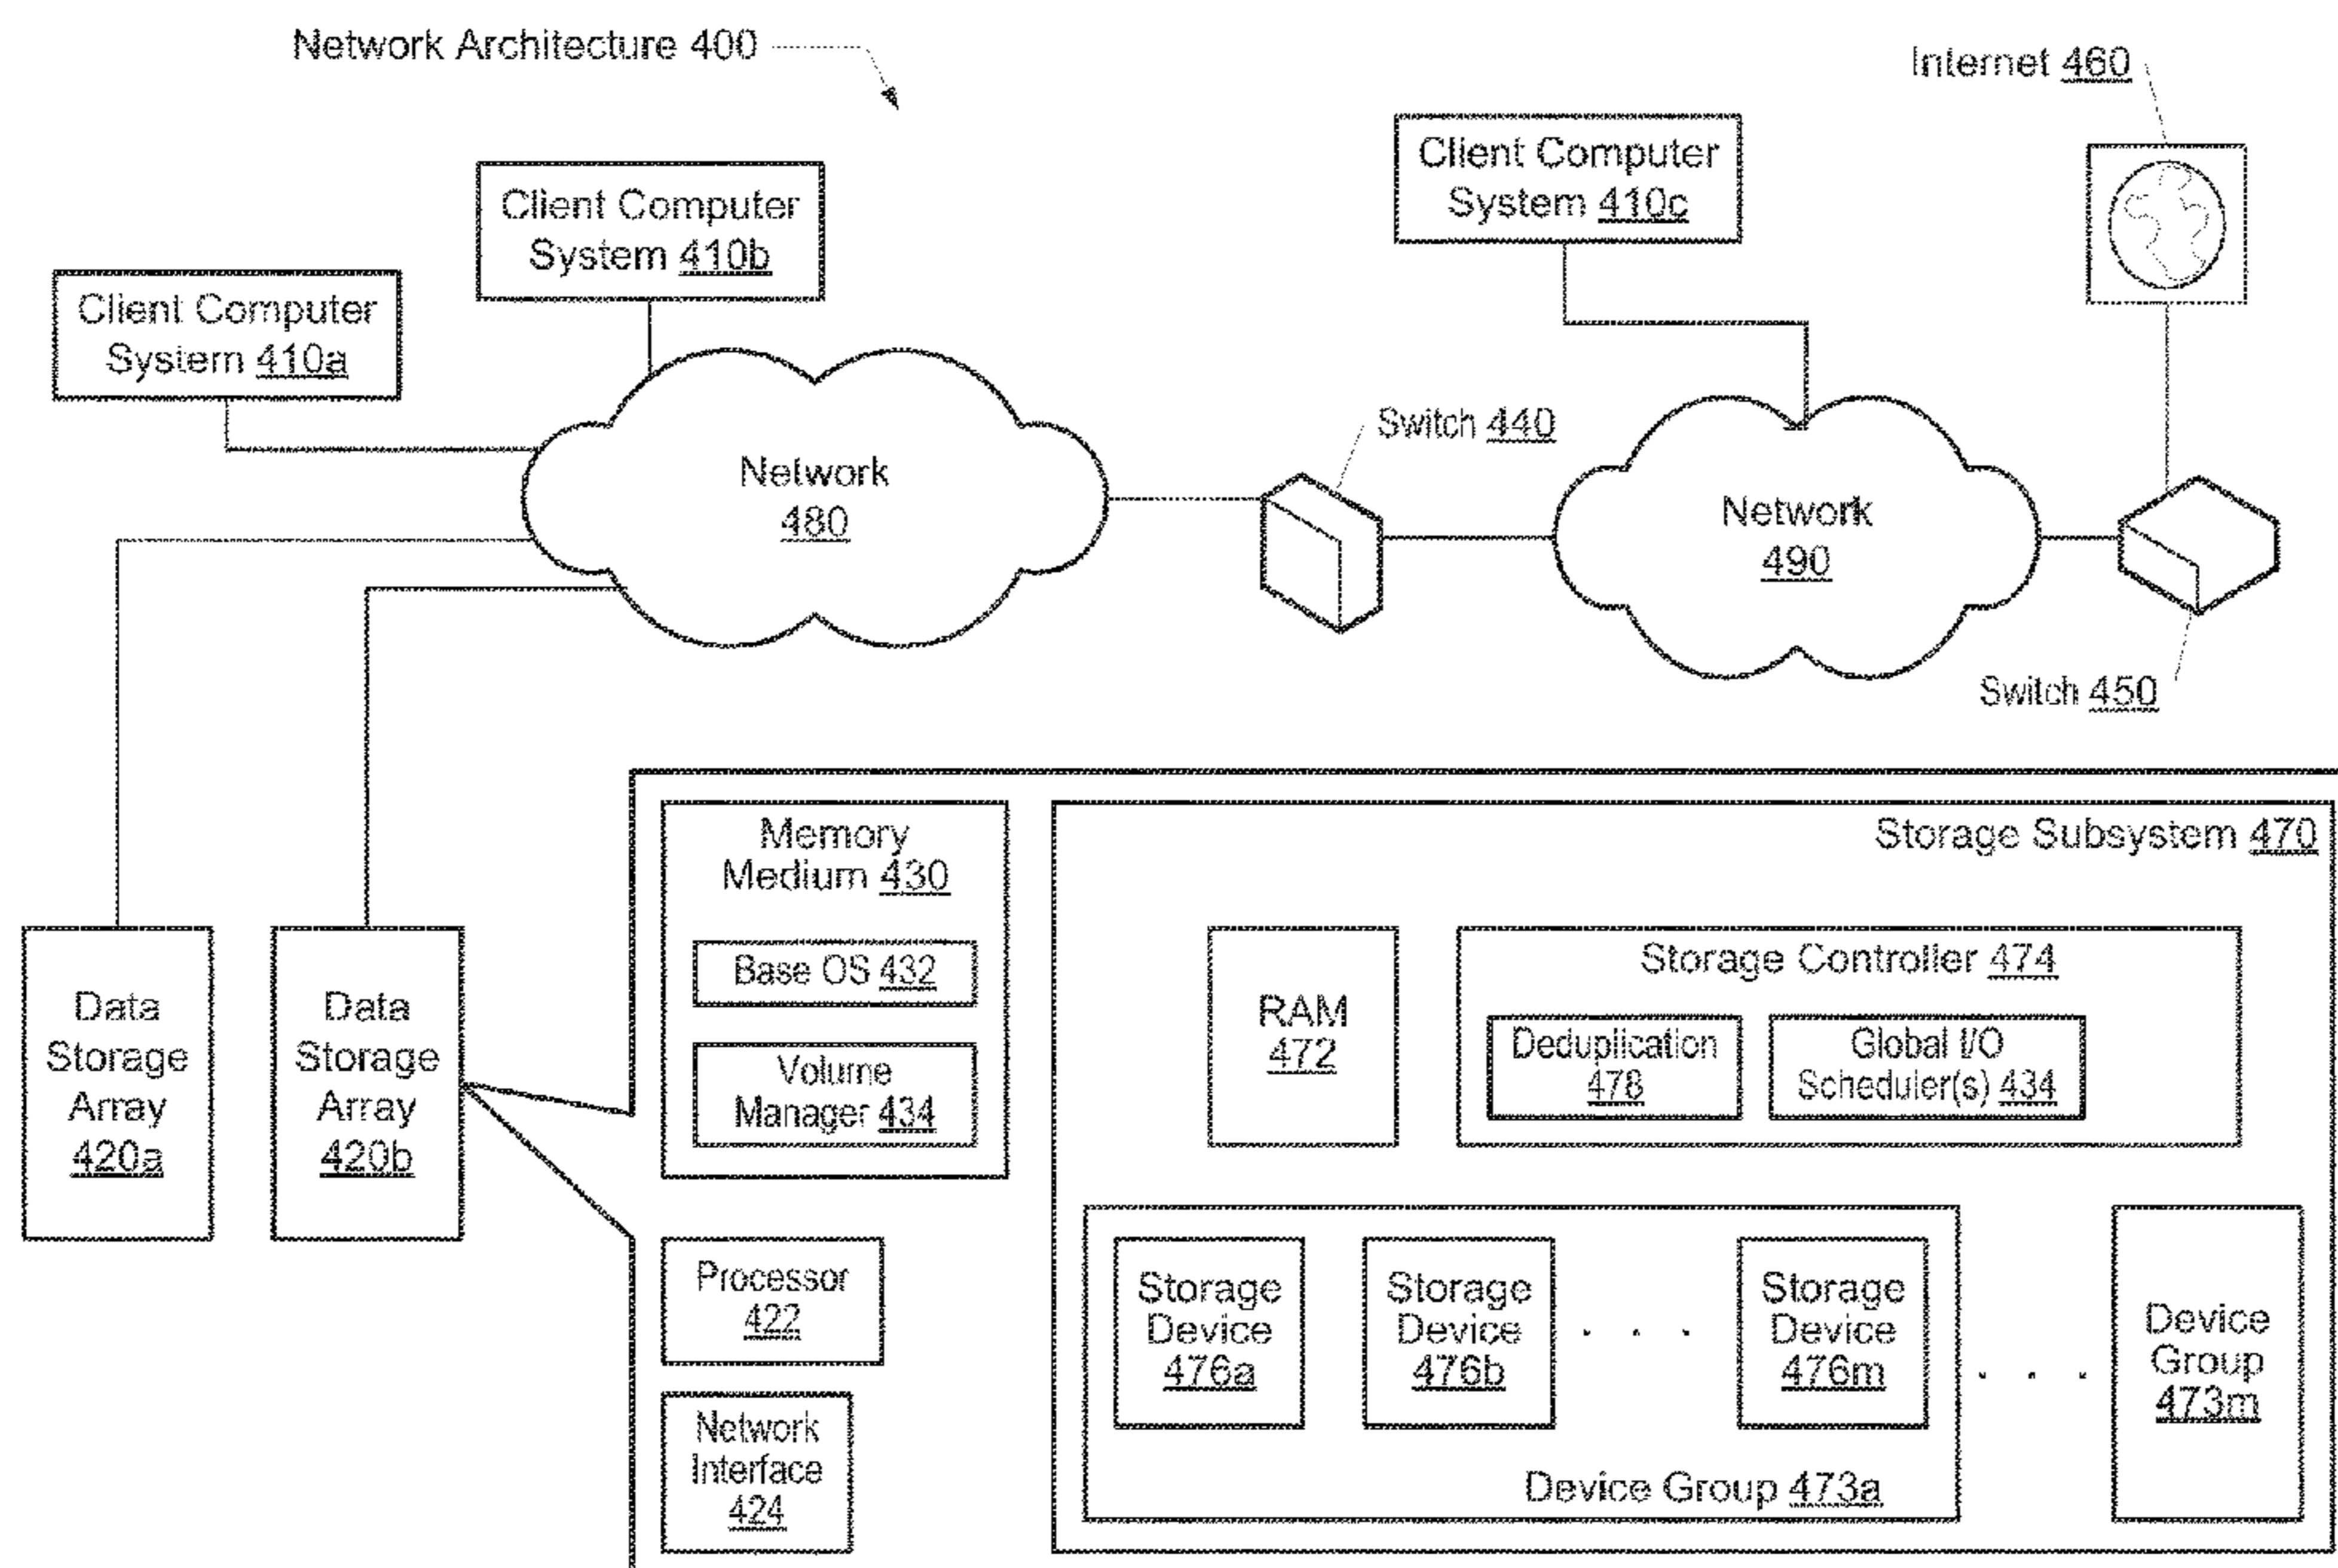 Network Architecture 400
Internet 460
Client Computer
System 410c
Client Computer
System 410b
Client Computer
System 410a
Switch 440
Network
480
Network
490
Switch 450
Data
Storage
Array
420a
Data
Storage
Array
420b
Memory
Medium 430
Base OS 432
Volume
Manager 434
Processor
422
Network
Interface
424
Storage Subsystem 470
RAM
472
Storage Controller 474
Deduplication
478
Global I/O
Scheduler(s) 434
Storage
Device
476a
Storage
Device
476b
. . .
Storage
Device
476m
Device Group 473a
. . .
Device
Group
473m